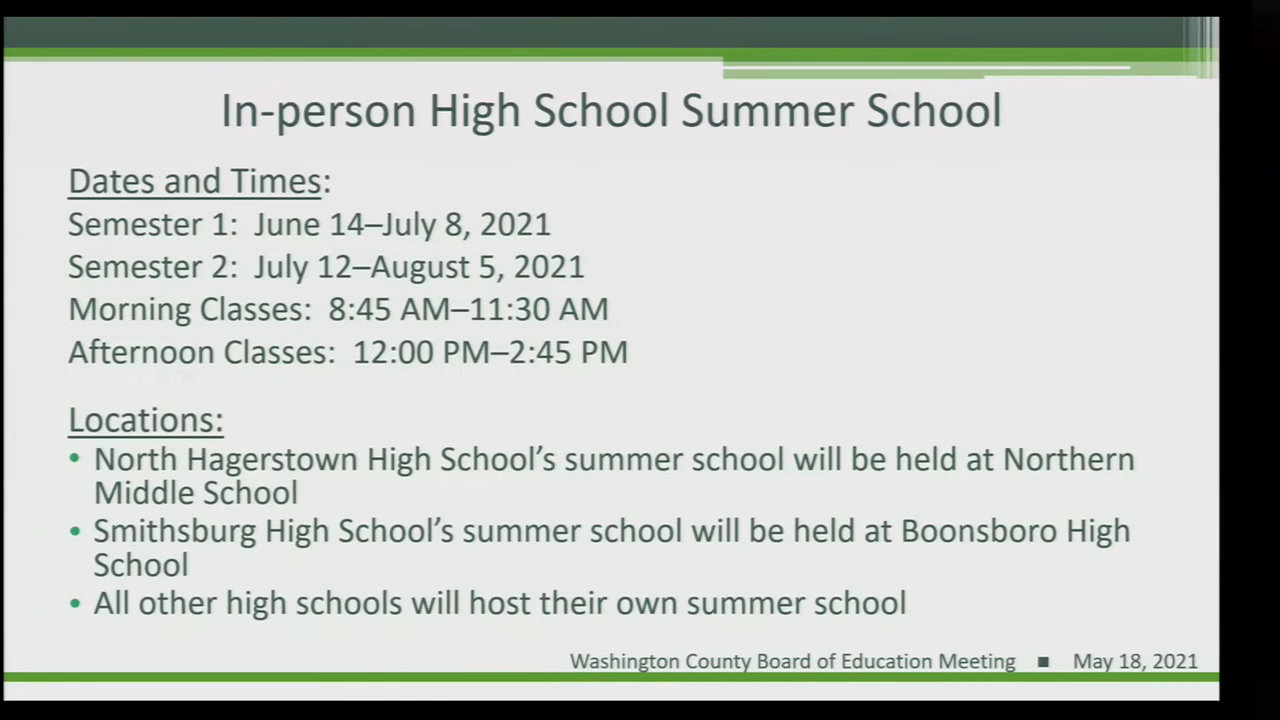 In-person High School Summer School
Dates and Times:
Semester 1:  June 14–July 8, 2021
Semester 2:  July 12–August 5, 2021
Morning Classes:  8:45 AM–11:30 AM
Afternoon Classes:  12:00 PM–2:45 PM
Locations:
• North Hagerstown High School’s summer school will be held at Northern
Middle School
• Smithsburg High School’s summer school will be held at Boonsboro High
School
• All other high schools will host their own summer school
Washington County Board of Education Meeting ■ May 18, 2021